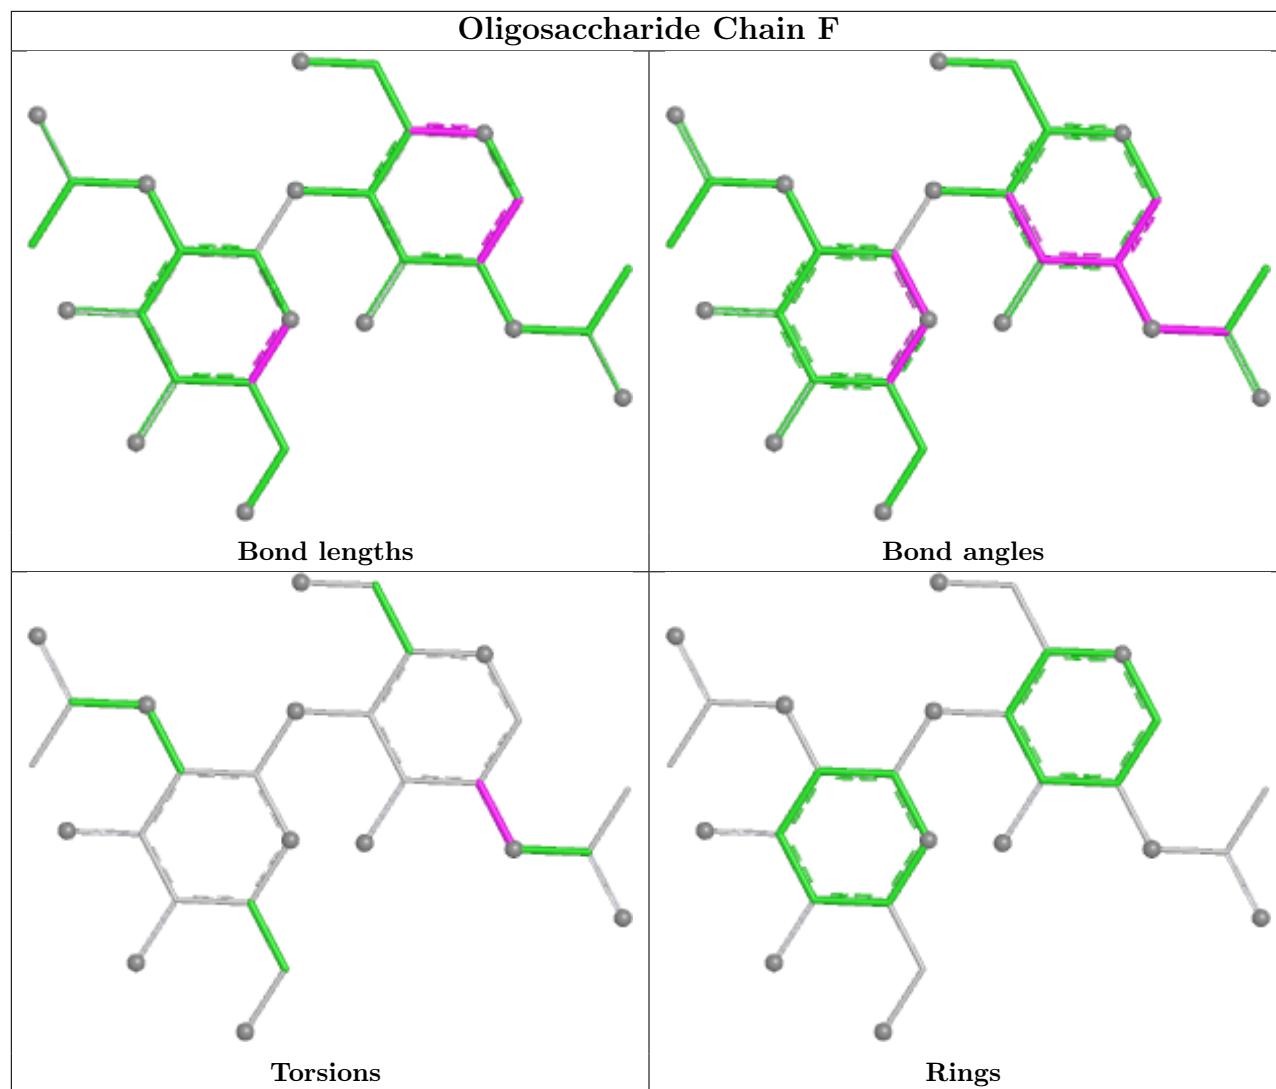 Oligosaccharide Chain F
Bond lengths
Bond angles
Torsions
Rings